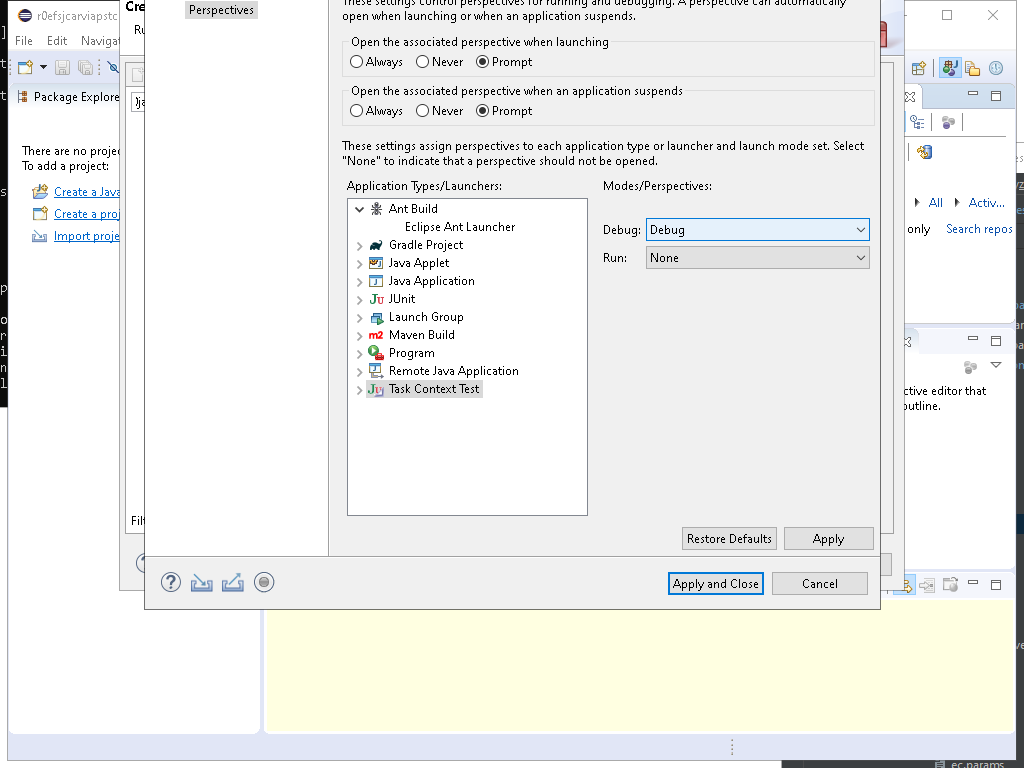 These settings control perspectives for running and debugging. A perspective can automatically
open when launching or when an application suspends.
Perspectives
r0efsjcarviapstc
Cre
Ru
File Edit Navigat
Open the associated perspective when launching
Always Never Prompt
Open the associated perspective when an application suspends
Always Never Prompt
Package Explore
These settings assign perspectives to each application type or launcher and launch mode set. Select
"None" to indicate that a perspective should not be opened.
There are no projec
To add a project:
Create a Java
Create a proj
Import proje
Application Types/Launchers:
Modes/Perspectives:
Ant Build
Eclipse Ant Launcher
Gradle Project
Java Applet
Java Application
JUnit
Launch Group
Maven Build
Program
Remote Java Application
Task Context Test
Debug: Debug
Run: None
All Activ...
only Search repos
ctive editor that
outline.
Filt
Restore Defaults Apply
Apply and Close Cancel
ec.params